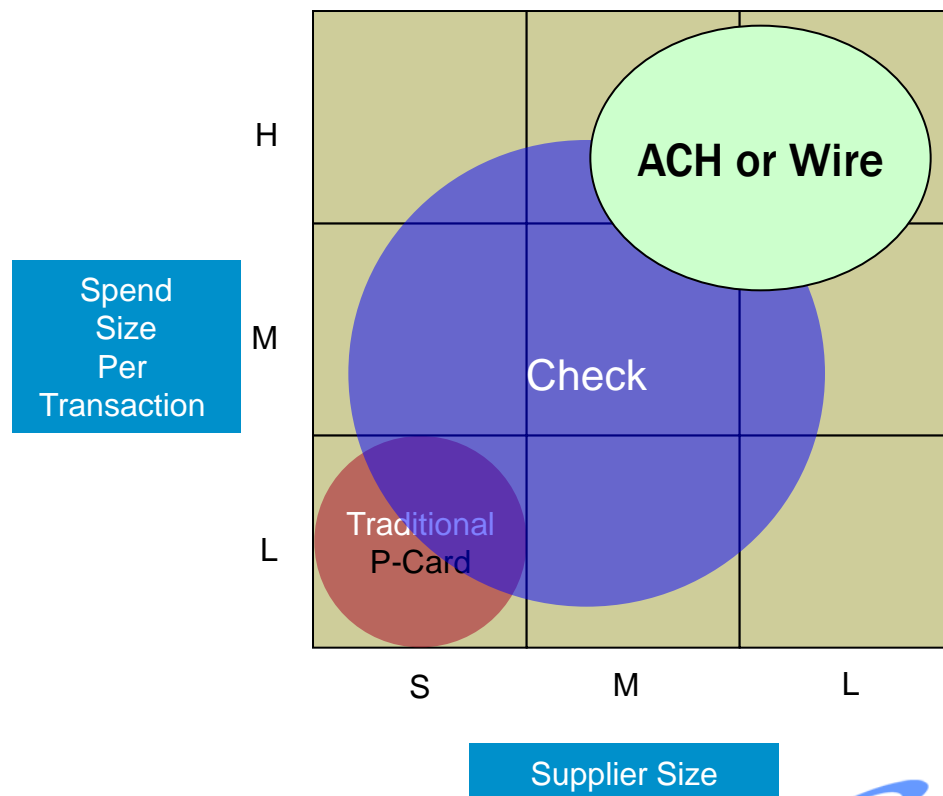 H
ACH or Wire
Spend
Size
Per
Transaction
M
Check
Traditional
P-Card
L
S
M
L
Supplier Size